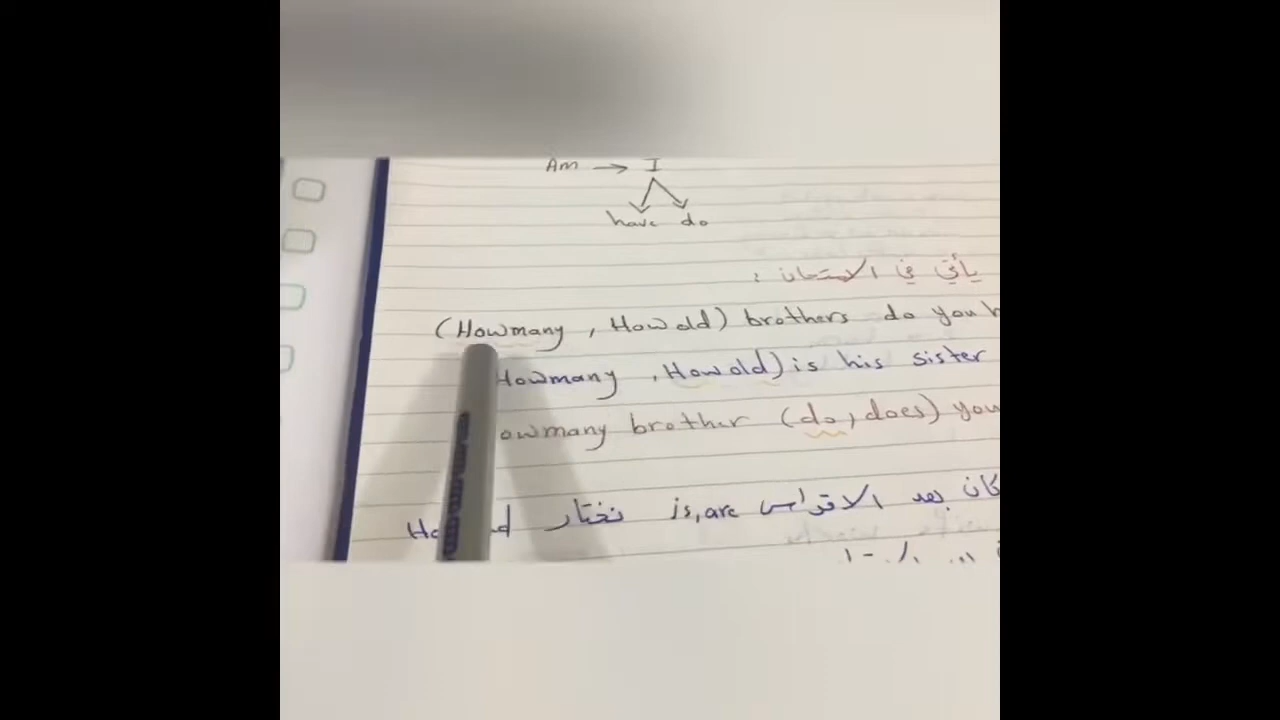 Am → I
have do
يأتي في الامتحان :
(Howmany , How old) brothers do you
Howmany , How old) is his sister
owmany brother (do, does) you
كان بعد الاقواس is, are نختار